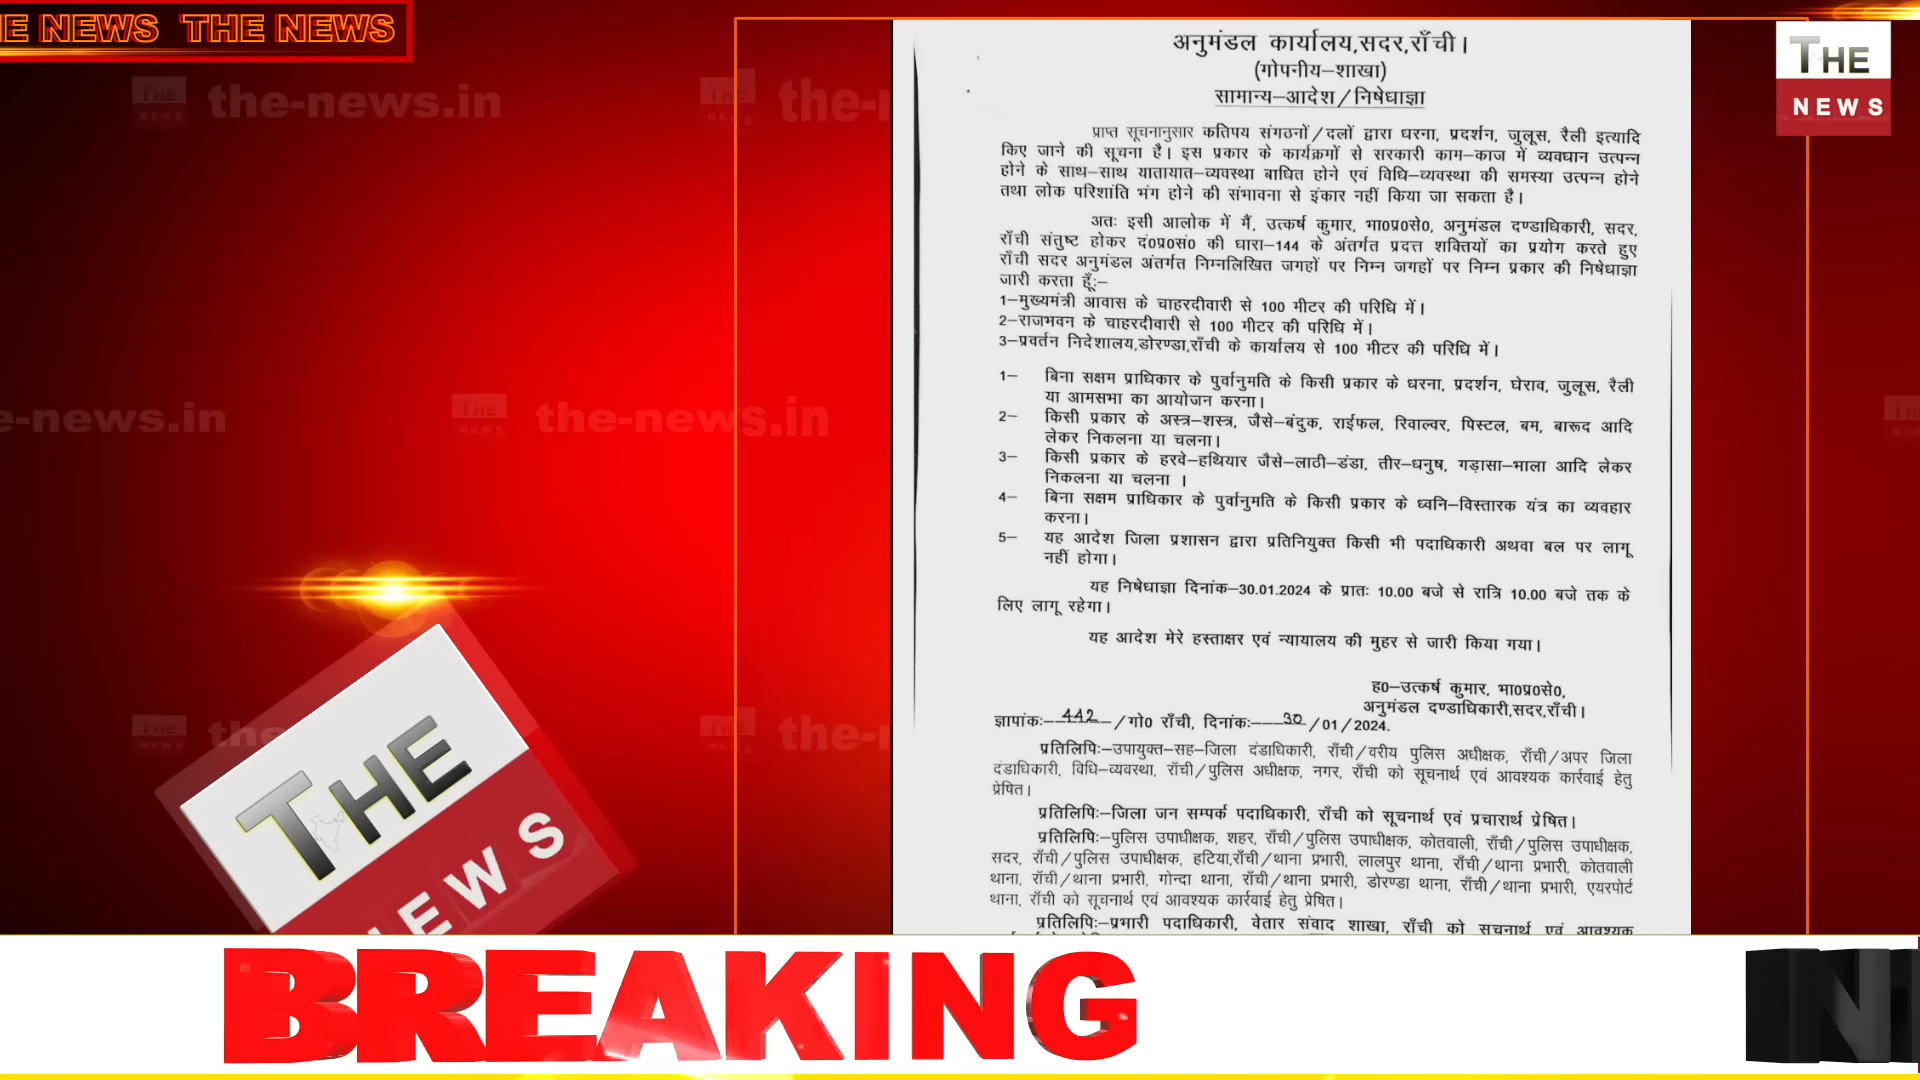 E NEWS THE NEWS
the-news.in
THE
NEWS
अनुमंडल कार्यालय,सदर,राँची।
(गोपनीय–शाखा)
सामान्य–आदेश/निषेधाज्ञा
प्राप्त सूचनानुसार कतिपय संगठनों/दलों द्वारा धरना, प्रदर्शन, जुलूस, रैली इत्यादि
किए जाने की सूचना है। इस प्रकार के कार्यक्रमों से सरकारी काम–काज में व्यवधान उत्पन्न
होने के साथ–साथ यातायात–व्यवस्था बाधित होने एवं विधि–व्यवस्था की समस्या उत्पन्न होने
तथा लोक परिशांति भंग होने की संभावना से इंकार नहीं किया जा सकता है।
अतः इसी आलोक में मैं, उत्कर्ष कुमार, भा0प्र0से0, अनुमंडल दण्डाधिकारी, सदर,
राँची संतुष्ट होकर दं0प्र0सं0 की धारा–144 के अंतर्गत प्रदत्त शक्तियों का प्रयोग करते हुए
राँची सदर अनुमंडल अंतर्गत निम्नलिखित जगहों पर निम्न जगहों पर निम्न प्रकार की निषेधाज्ञा
जारी करता हूँ:–
1–मुख्यमंत्री आवास के चाहरदीवारी से 100 मीटर की परिधि में।
2–राजभवन के चाहरदीवारी से 100 मीटर की परिधि में।
3–प्रवर्तन निदेशालय,डोरण्डा,राँची के कार्यालय से 100 मीटर की परिधि में।
1– बिना सक्षम प्राधिकार के पुर्वानुमति के किसी प्रकार के धरना, प्रदर्शन, घेराव, जुलूस, रैली
या आमसभा का आयोजन करना।
2– किसी प्रकार के अस्त्र–शस्त्र, जैसे–बंदुक, राईफल, रिवाल्वर, पिस्टल, बम, बारूद आदि
लेकर निकलना या चलना।
3– किसी प्रकार के हरवे–हथियार जैसे–लाठी–डंडा, तीर–धनुष, गड़ासा–भाला आदि लेकर
निकलना या चलना ।
4– बिना सक्षम प्राधिकार के पुर्वानुमति के किसी प्रकार के ध्वनि–विस्तारक यंत्र का व्यवहार
करना।
5– यह आदेश जिला प्रशासन द्वारा प्रतिनियुक्त किसी भी पदाधिकारी अथवा बल पर लागू
नहीं होगा।
यह निषेधाज्ञा दिनांक–30.01.2024 के प्रातः 10.00 बजे से रात्रि 10.00 बजे तक के
लिए लागू रहेगा।
यह आदेश मेरे हस्ताक्षर एवं न्यायालय की मुहर से जारी किया गया।
ह0–उत्कर्ष कुमार, भा0प्र0से0,
अनुमंडल दण्डाधिकारी,सदर,राँची।
ज्ञापांकः–442/गो0 राँची, दिनांकः–30/01/2024.
प्रतिलिपिः–उपायुक्त–सह–जिला दंडाधिकारी, राँची/वरीय पुलिस अधीक्षक, राँची/अपर जिला
दंडाधिकारी, विधि–व्यवस्था, राँची/पुलिस अधीक्षक, नगर, राँची को सूचनार्थ एवं आवश्यक कार्रवाई हेतु
प्रेषित।
प्रतिलिपिः–जिला जन सम्पर्क पदाधिकारी, राँची को सूचनार्थ एवं प्रचारार्थ प्रेषित।
प्रतिलिपिः–पुलिस उपाधीक्षक, शहर, राँची/पुलिस उपाधीक्षक, कोतवाली, राँची/पुलिस उपाधीक्षक,
सदर, राँची/पुलिस उपाधीक्षक, हटिया,राँची/थाना प्रभारी, लालपुर थाना, राँची/थाना प्रभारी, कोतवाली
थाना, राँची/थाना प्रभारी, गोन्दा थाना, राँची/थाना प्रभारी, डोरण्डा थाना, राँची/थाना प्रभारी, एयरपोर्ट
थाना, राँची को सूचनार्थ एवं आवश्यक कार्रवाई हेतु प्रेषित।
प्रतिलिपिः–प्रभारी पदाधिकारी, वेतार संवाद शाखा, राँची को सूचनार्थ एवं आवश्यक
THE
NEWS
BREAKING